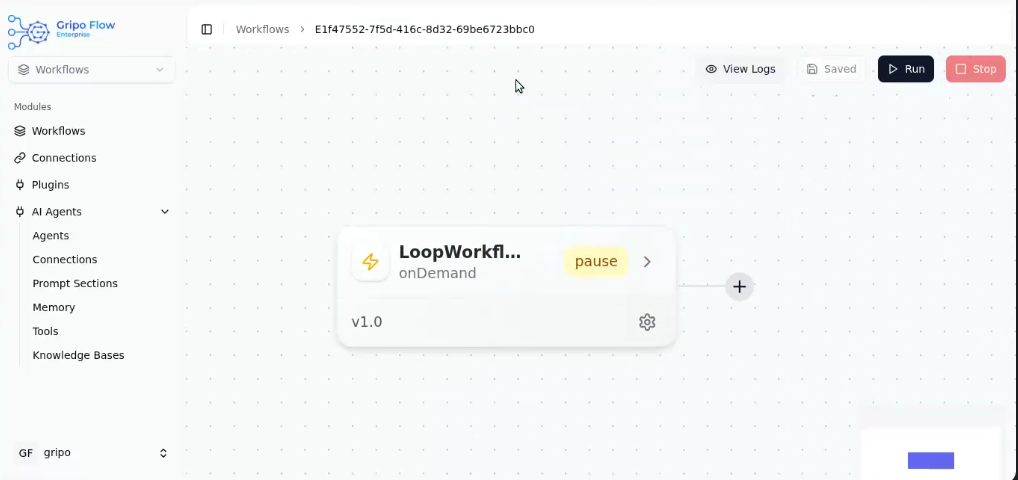 Gripo Flow
Enterprise
Workflows
Modules
Workflows
Connections
Plugins
AI Agents
Agents
Connections
Prompt Sections
Memory
Tools
Knowledge Bases
GF gripo
Workflows > E1f47552-7f5d-416c-8d32-69be6723bbc0
View Logs Saved Run Stop
LoopWorkfl...
onDemand
pause
v1.0